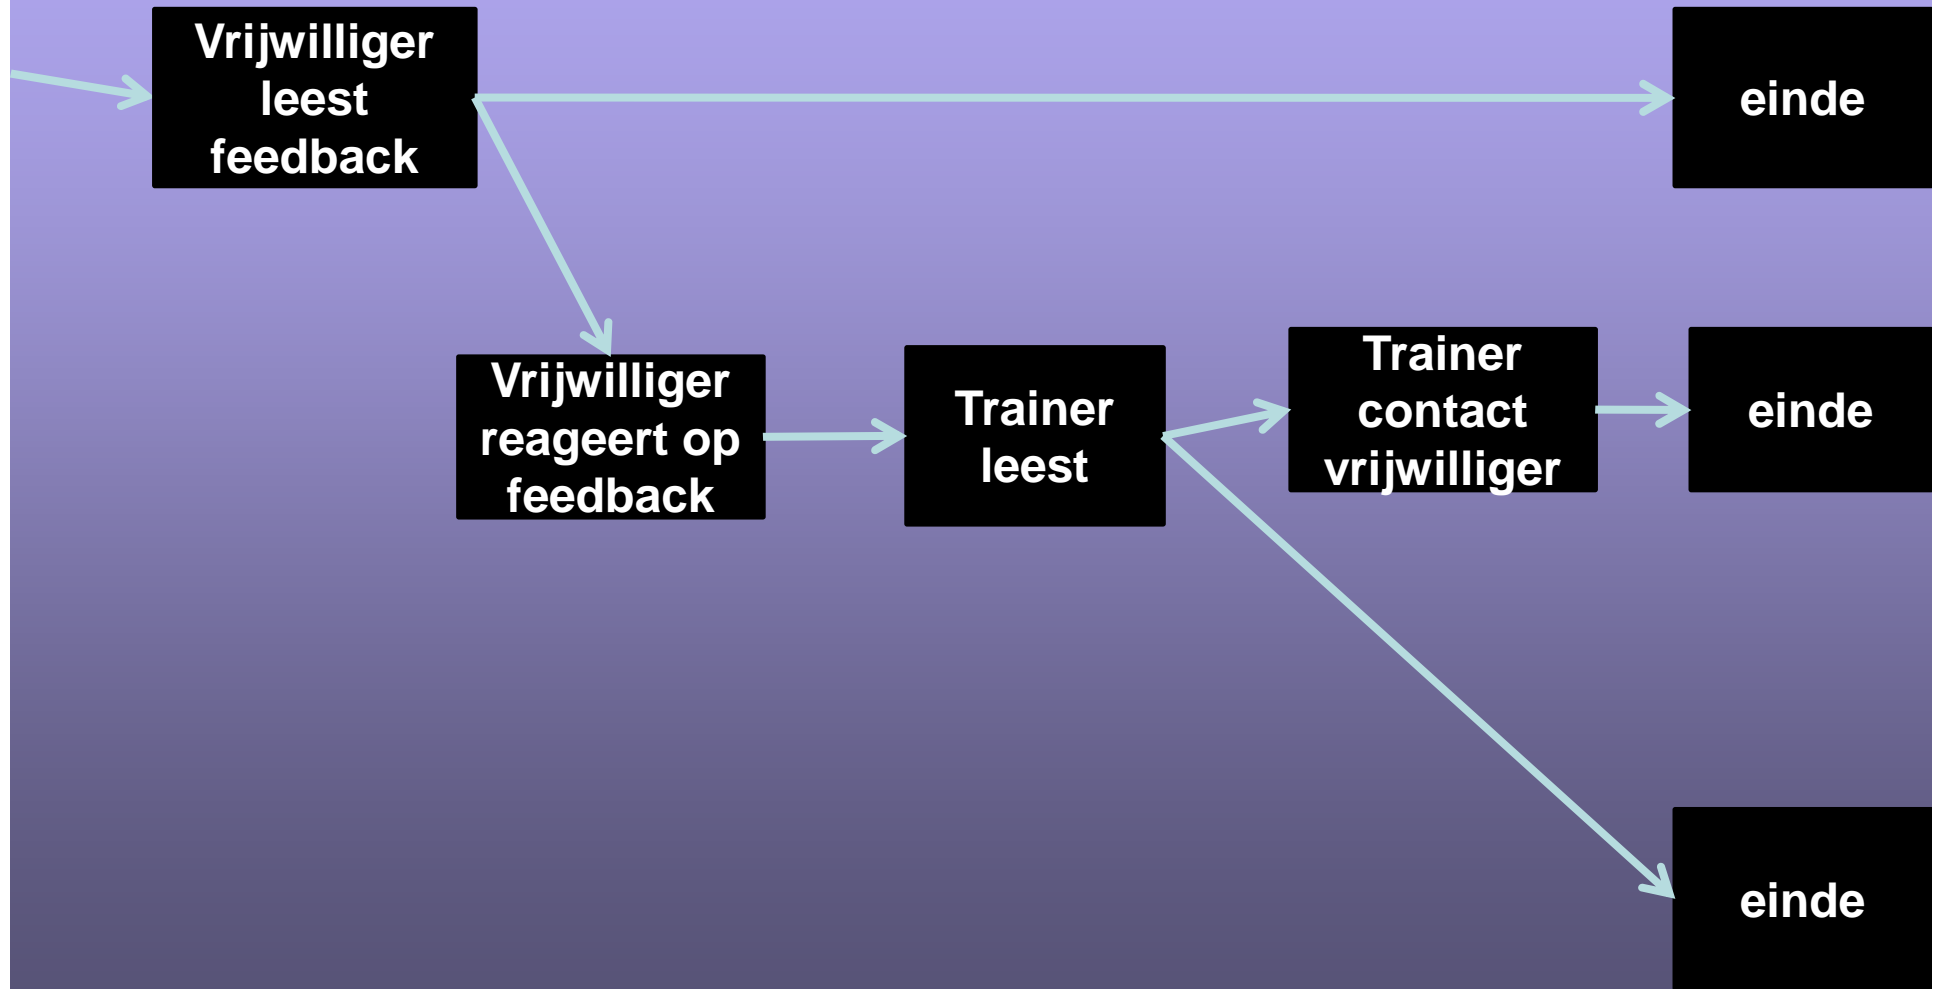 Vrijwilliger
leest
feedback
einde
Vrijwilliger
reageert op
feedback
Trainer
leest
Trainer
contact
vrijwilliger
einde
einde